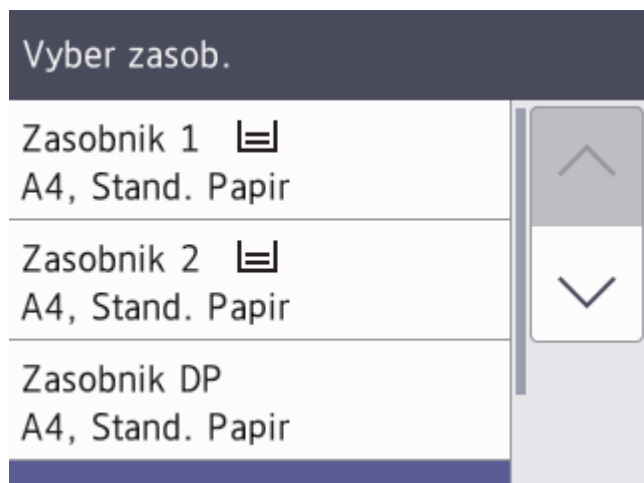 Vyber zasob.
Zasobnik 1
A4, Stand. Papir
Zasobnik 2
A4, Stand. Papir
Zasobnik DP
A4, Stand. Papir